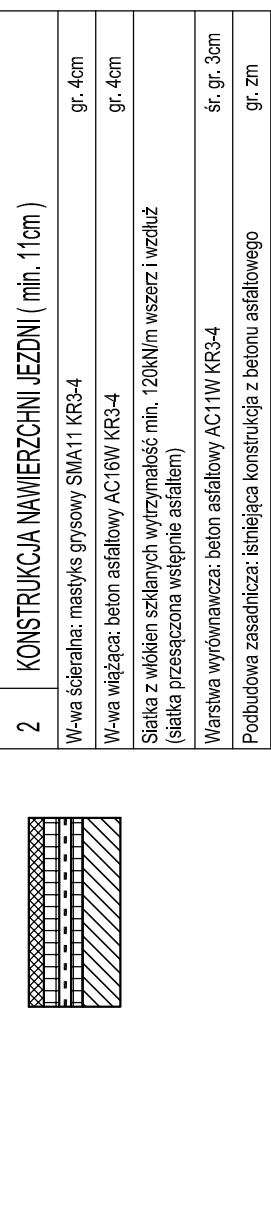 2 KONSTRUKCJA NAWIERZCHNI JEZDNI ( min. 11cm )
W-wa ścieralna: mastyks grysowy SMA11 KR3-4 gr. 4cm
W-wa wiążąca: beton asfaltowy AC16W KR3-4 gr. 4cm
Siatka z włókien szklanych wytrzymałość min. 120kN/m wszerz i wzdłuż
(siatka przesączona wstępnie asfaltem)
Warstwa wyrównawcza: beton asfaltowy AC11W KR3-4 śr. gr. 3cm
Podbudowa zasadnicza: istniejąca konstrukcja z betonu asfaltowego gr. zm